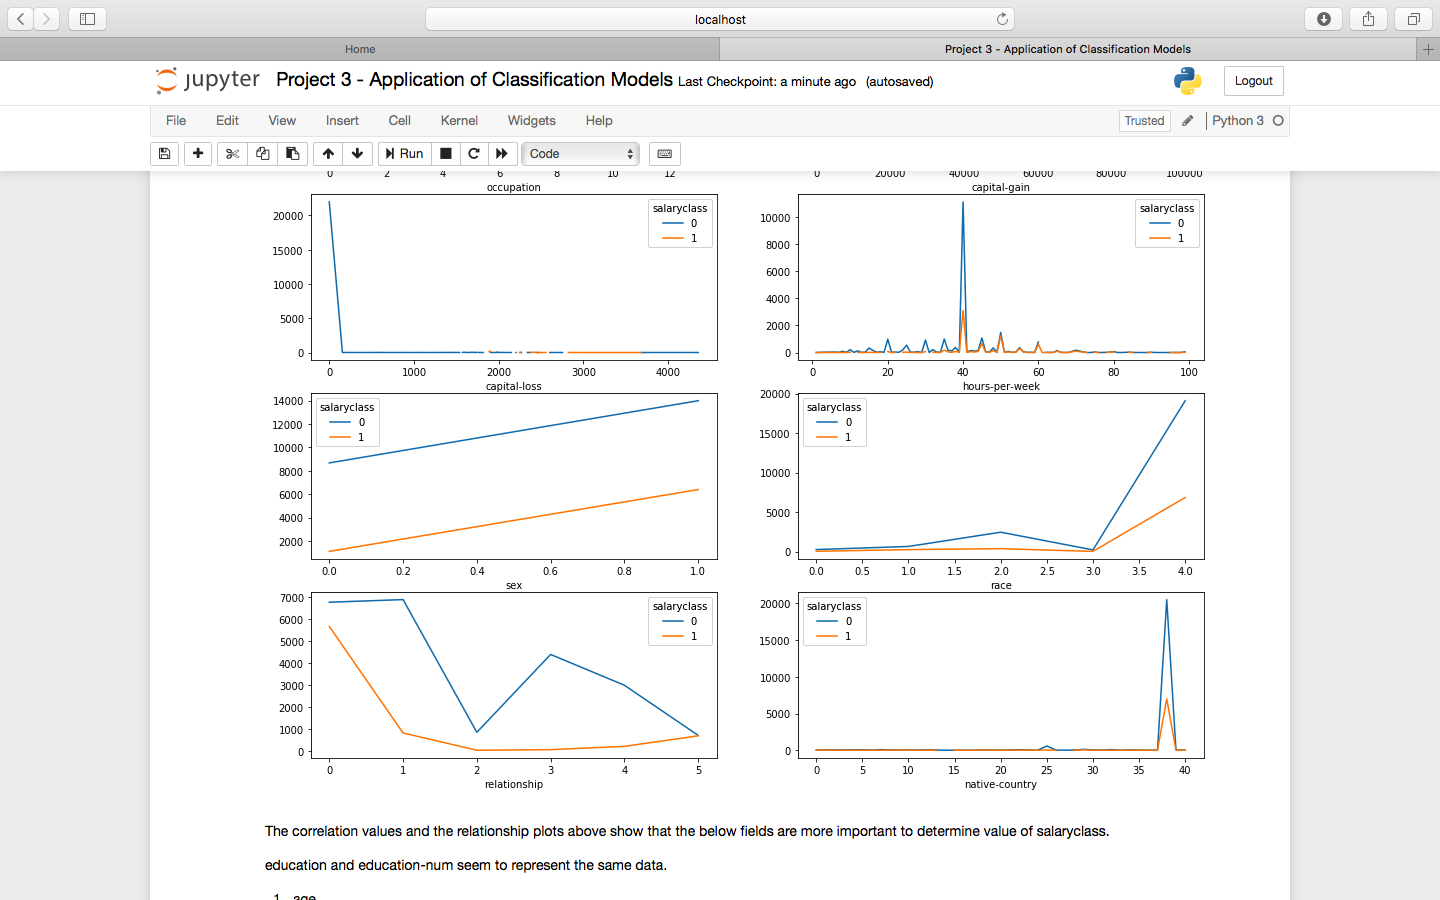 localhost
Home
Project 3 - Application of Classification Models
jupyter Project 3 - Application of Classification Models Last Checkpoint: a minute ago (autosaved)
Logout
File Edit View Insert Cell Kernel Widgets Help
Trusted Python 3
Run Code
0 2 4 6 8 10 12
occupation
0 20000 40000 60000 80000 100000
capital-gain
20000
15000
10000
5000
0
salaryclass
0
1
0 1000 2000 3000 4000
capital-loss
10000
8000
6000
4000
2000
0
salaryclass
0
1
0 20 40 60 80 100
hours-per-week
14000
12000
10000
8000
6000
4000
2000
salaryclass
0
1
0.0 0.2 0.4 0.6 0.8 1.0
sex
20000
15000
10000
5000
0
salaryclass
0
1
0.0 0.5 1.0 1.5 2.0 2.5 3.0 3.5 4.0
race
7000
6000
5000
4000
3000
2000
1000
0
salaryclass
0
1
0 1 2 3 4 5
relationship
20000
15000
10000
5000
0
salaryclass
0
1
0 5 10 15 20 25 30 35 40
native-country
The correlation values and the relationship plots above show that the below fields are more important to determine value of salaryclass.
education and education-num seem to represent the same data.
1. age